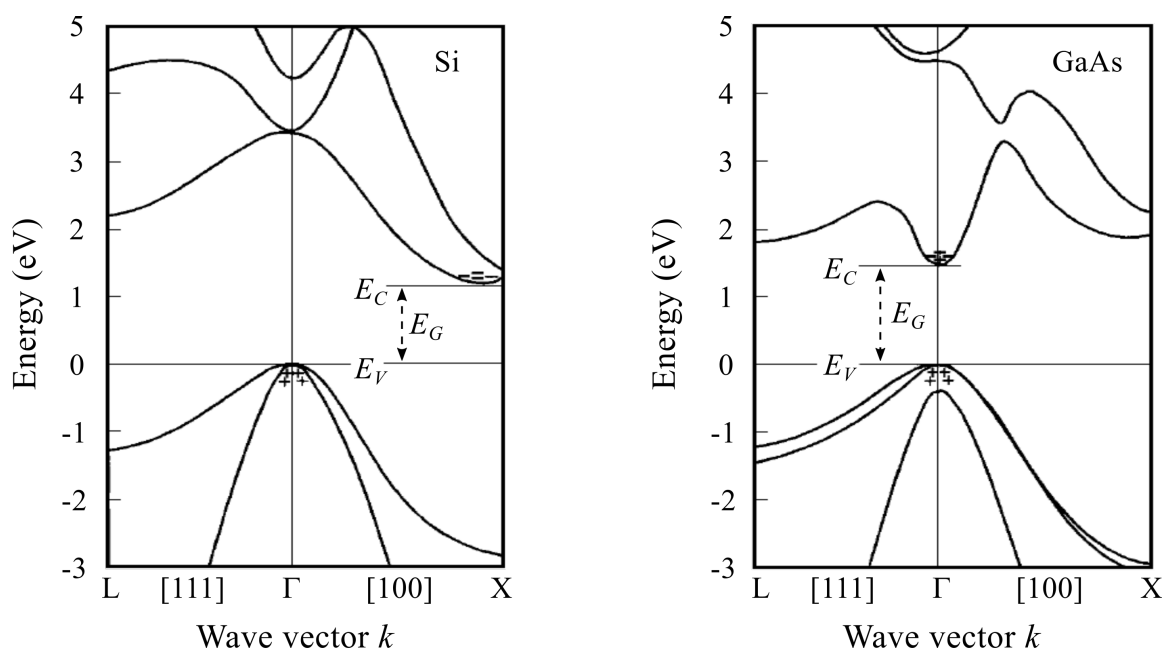 Si
GaAs
Energy (eV)
5
4
3
2
1
0
-1
-2
-3
E_C
E_G
E_V
L [111] Γ [100] X
Wave vector k
Energy (eV)
5
4
3
2
1
0
-1
-2
-3
E_C
E_G
E_V
L [111] Γ [100] X
Wave vector k